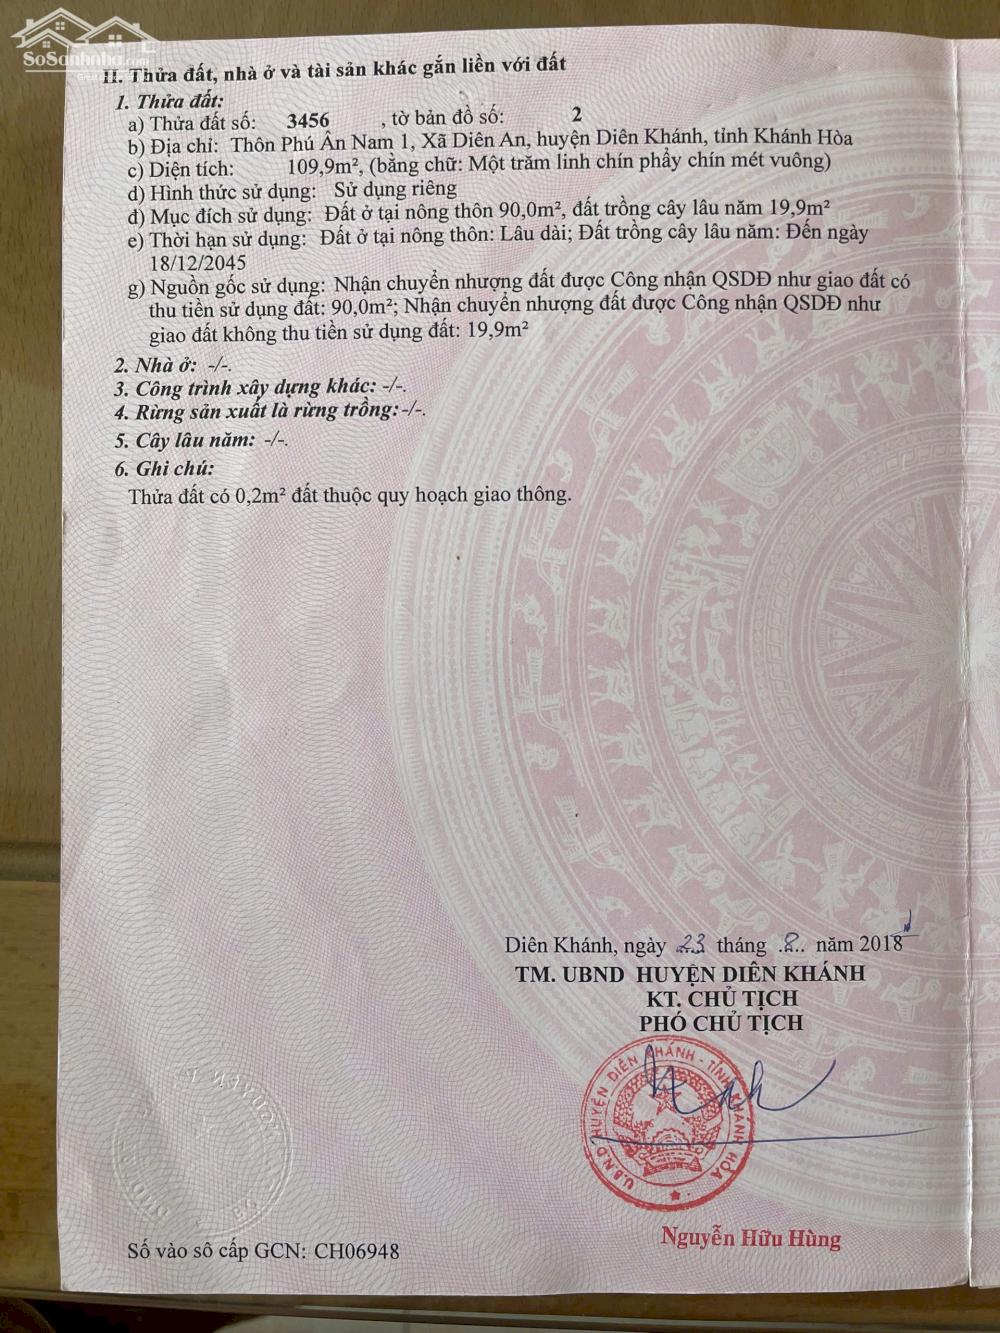 SoSanhnha.com
II. Thửa đất, nhà ở và tài sản khác gắn liền với đất
1. Thửa đất:
a) Thửa đất số: 3456 , tờ bản đồ số: 2
b) Địa chỉ: Thôn Phú Ân Nam 1, Xã Diên An, huyện Diên Khánh, tỉnh Khánh Hòa
c) Diện tích: 109,9m², (bằng chữ: Một trăm linh chín phẩy chín mét vuông)
d) Hình thức sử dụng: Sử dụng riêng
đ) Mục đích sử dụng: Đất ở tại nông thôn 90,0m², đất trồng cây lâu năm 19,9m²
e) Thời hạn sử dụng: Đất ở tại nông thôn: Lâu dài; Đất trồng cây lâu năm: Đến ngày
18/12/2045
g) Nguồn gốc sử dụng: Nhận chuyển nhượng đất được Công nhận QSDĐ như giao đất có
thu tiền sử dụng đất: 90,0m²; Nhận chuyển nhượng đất được Công nhận QSDĐ như
giao đất không thu tiền sử dụng đất: 19,9m²
2. Nhà ở: -/-.
3. Công trình xây dựng khác: -/-.
4. Rừng sản xuất là rừng trồng: -/-.
5. Cây lâu năm: -/-.
6. Ghi chú:
Thửa đất có 0,2m² đất thuộc quy hoạch giao thông.
Diên Khánh, ngày 23 tháng 8 năm 2018
TM. UBND HUYỆN DIÊN KHÁNH
KT. CHỦ TỊCH
PHÓ CHỦ TỊCH
U.B.N.D HUYỆN DIÊN KHÁNH - TỈNH KHÁNH HÒA
Nguyễn Hữu Hùng
Số vào sổ cấp GCN: CH06948